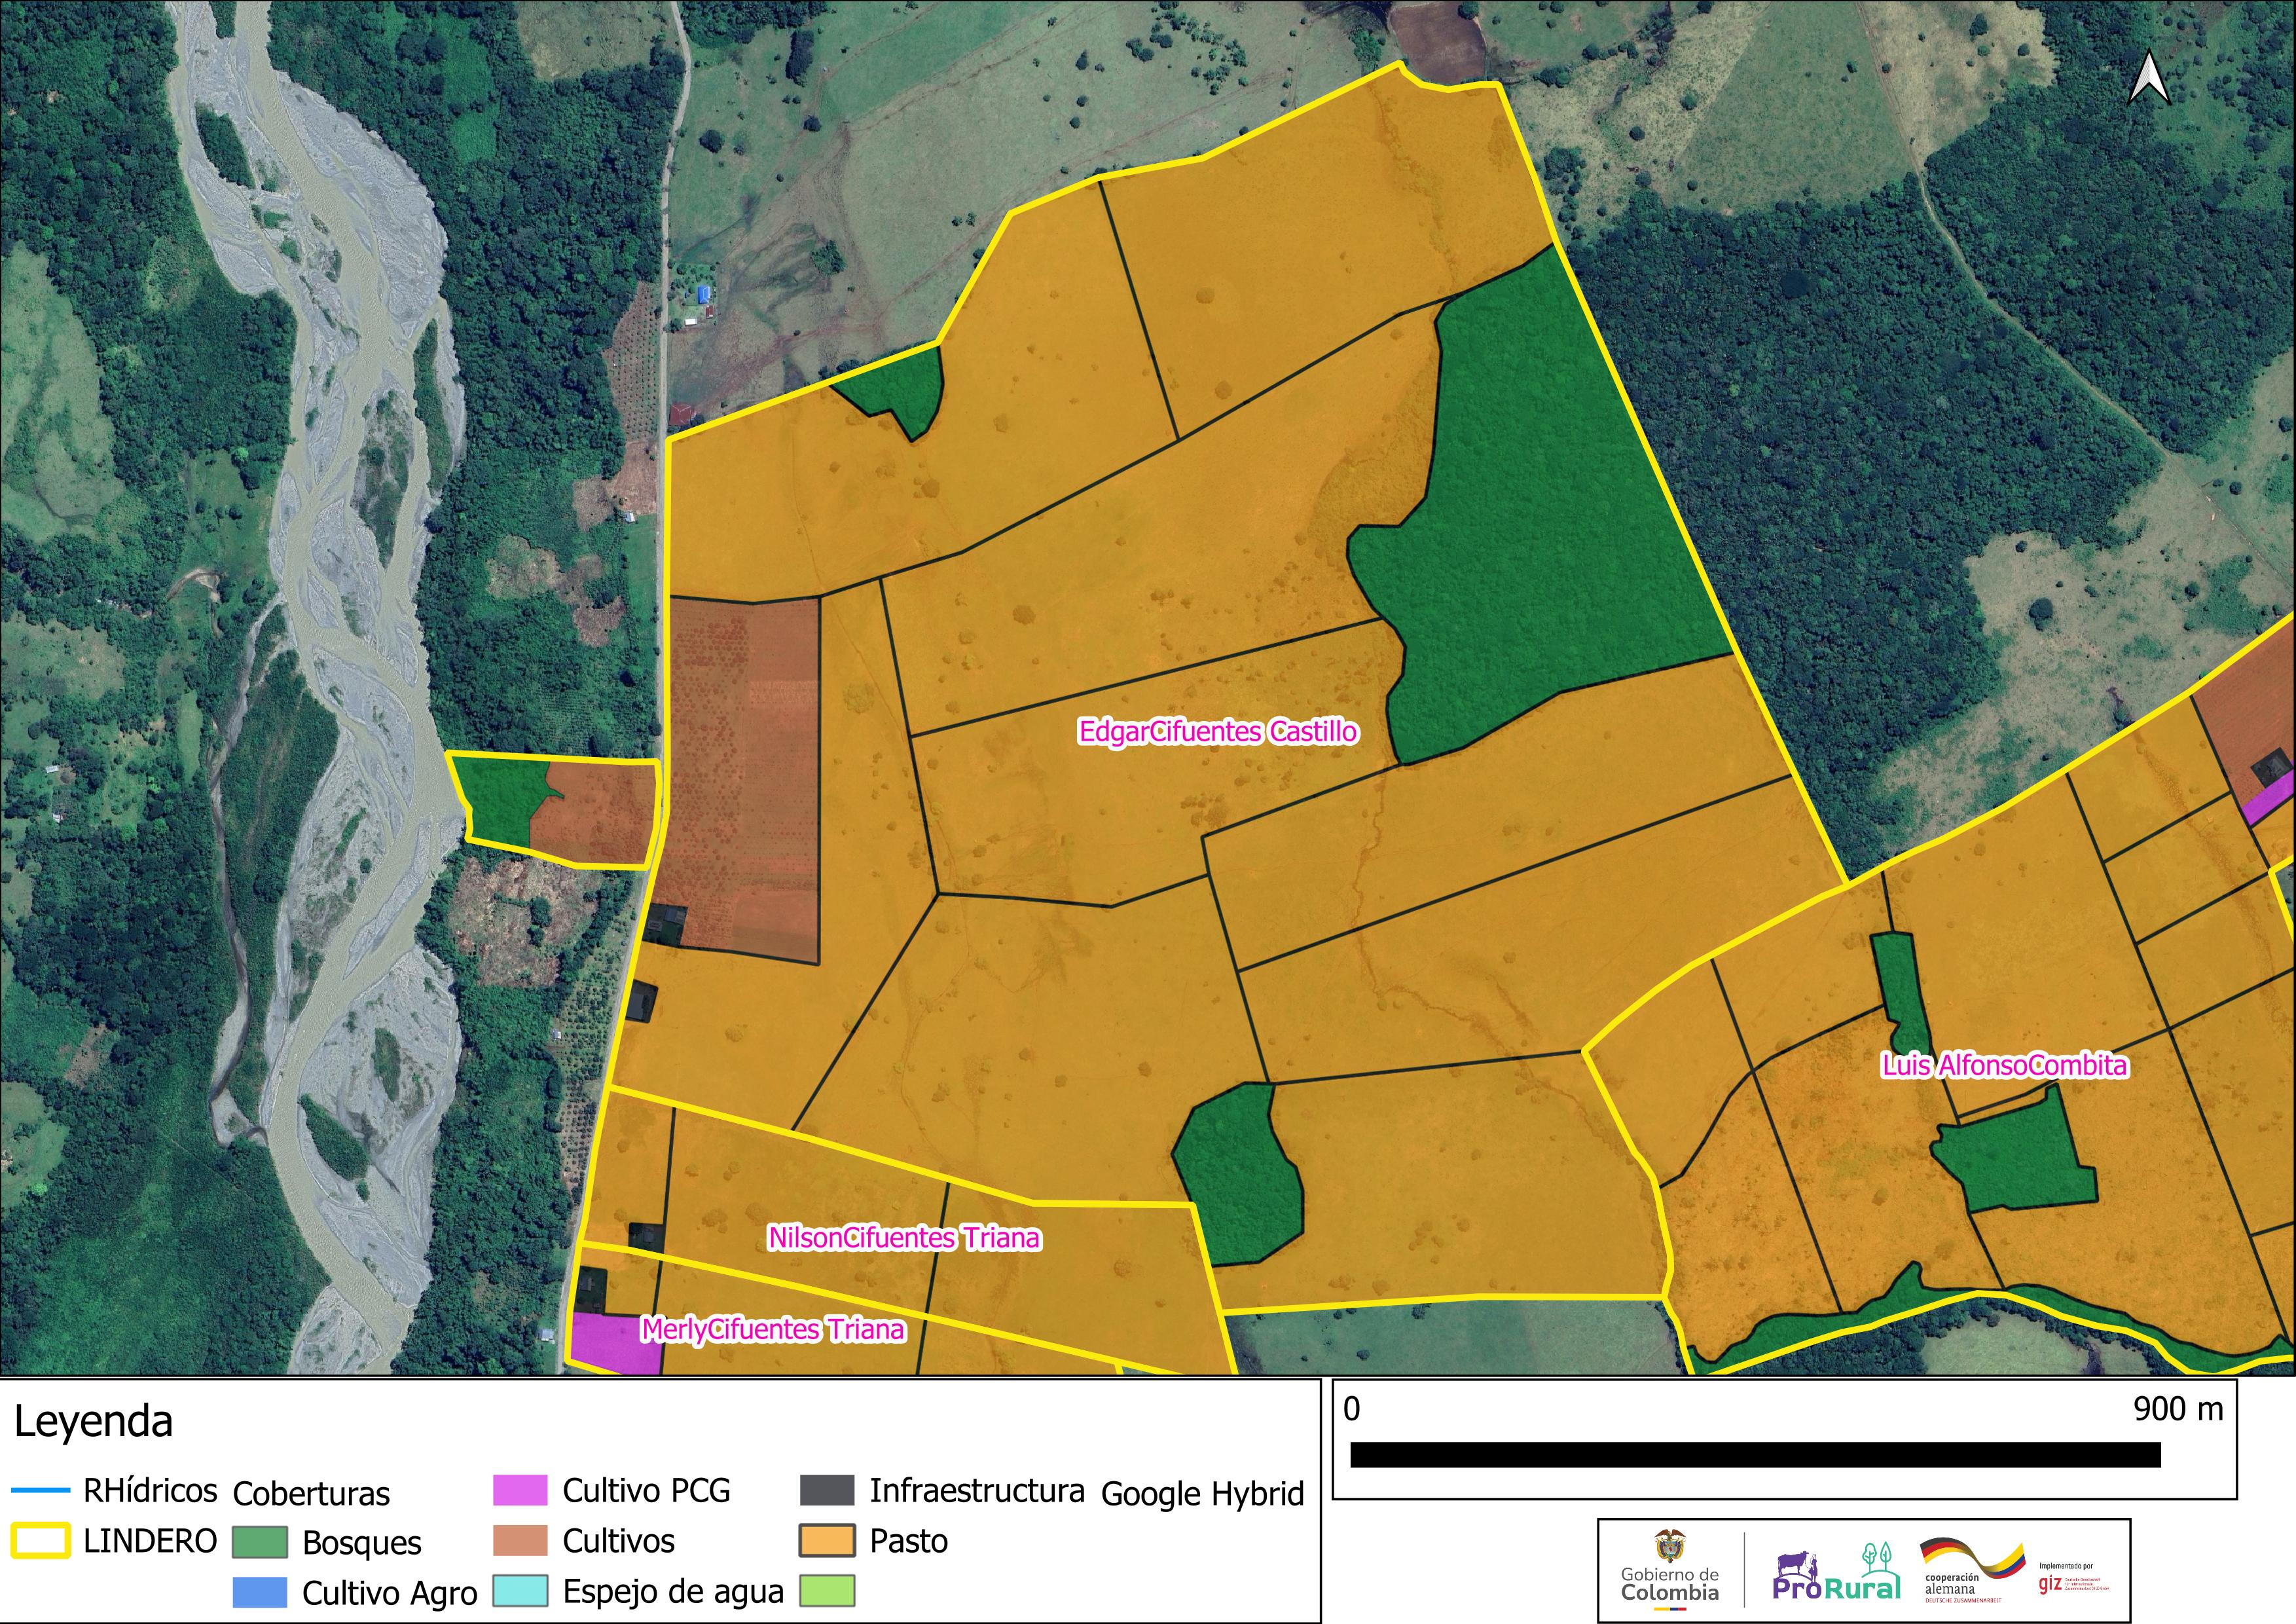 EdgarCifuentes Castillo
Luis AlfonsoCombita
NilsonCifuentes Triana
MerlyCifuentes Triana
Leyenda
RHídricos
LINDERO
Coberturas
Bosques
Cultivo Agro
Cultivo PCG
Cultivos
Espejo de agua
Infraestructura
Pasto
Google Hybrid
0 900 m
Gobierno de
Colombia
ProRural
cooperación
alemana
DEUTSCHE ZUSAMMENARBEIT
Implementado por
giz